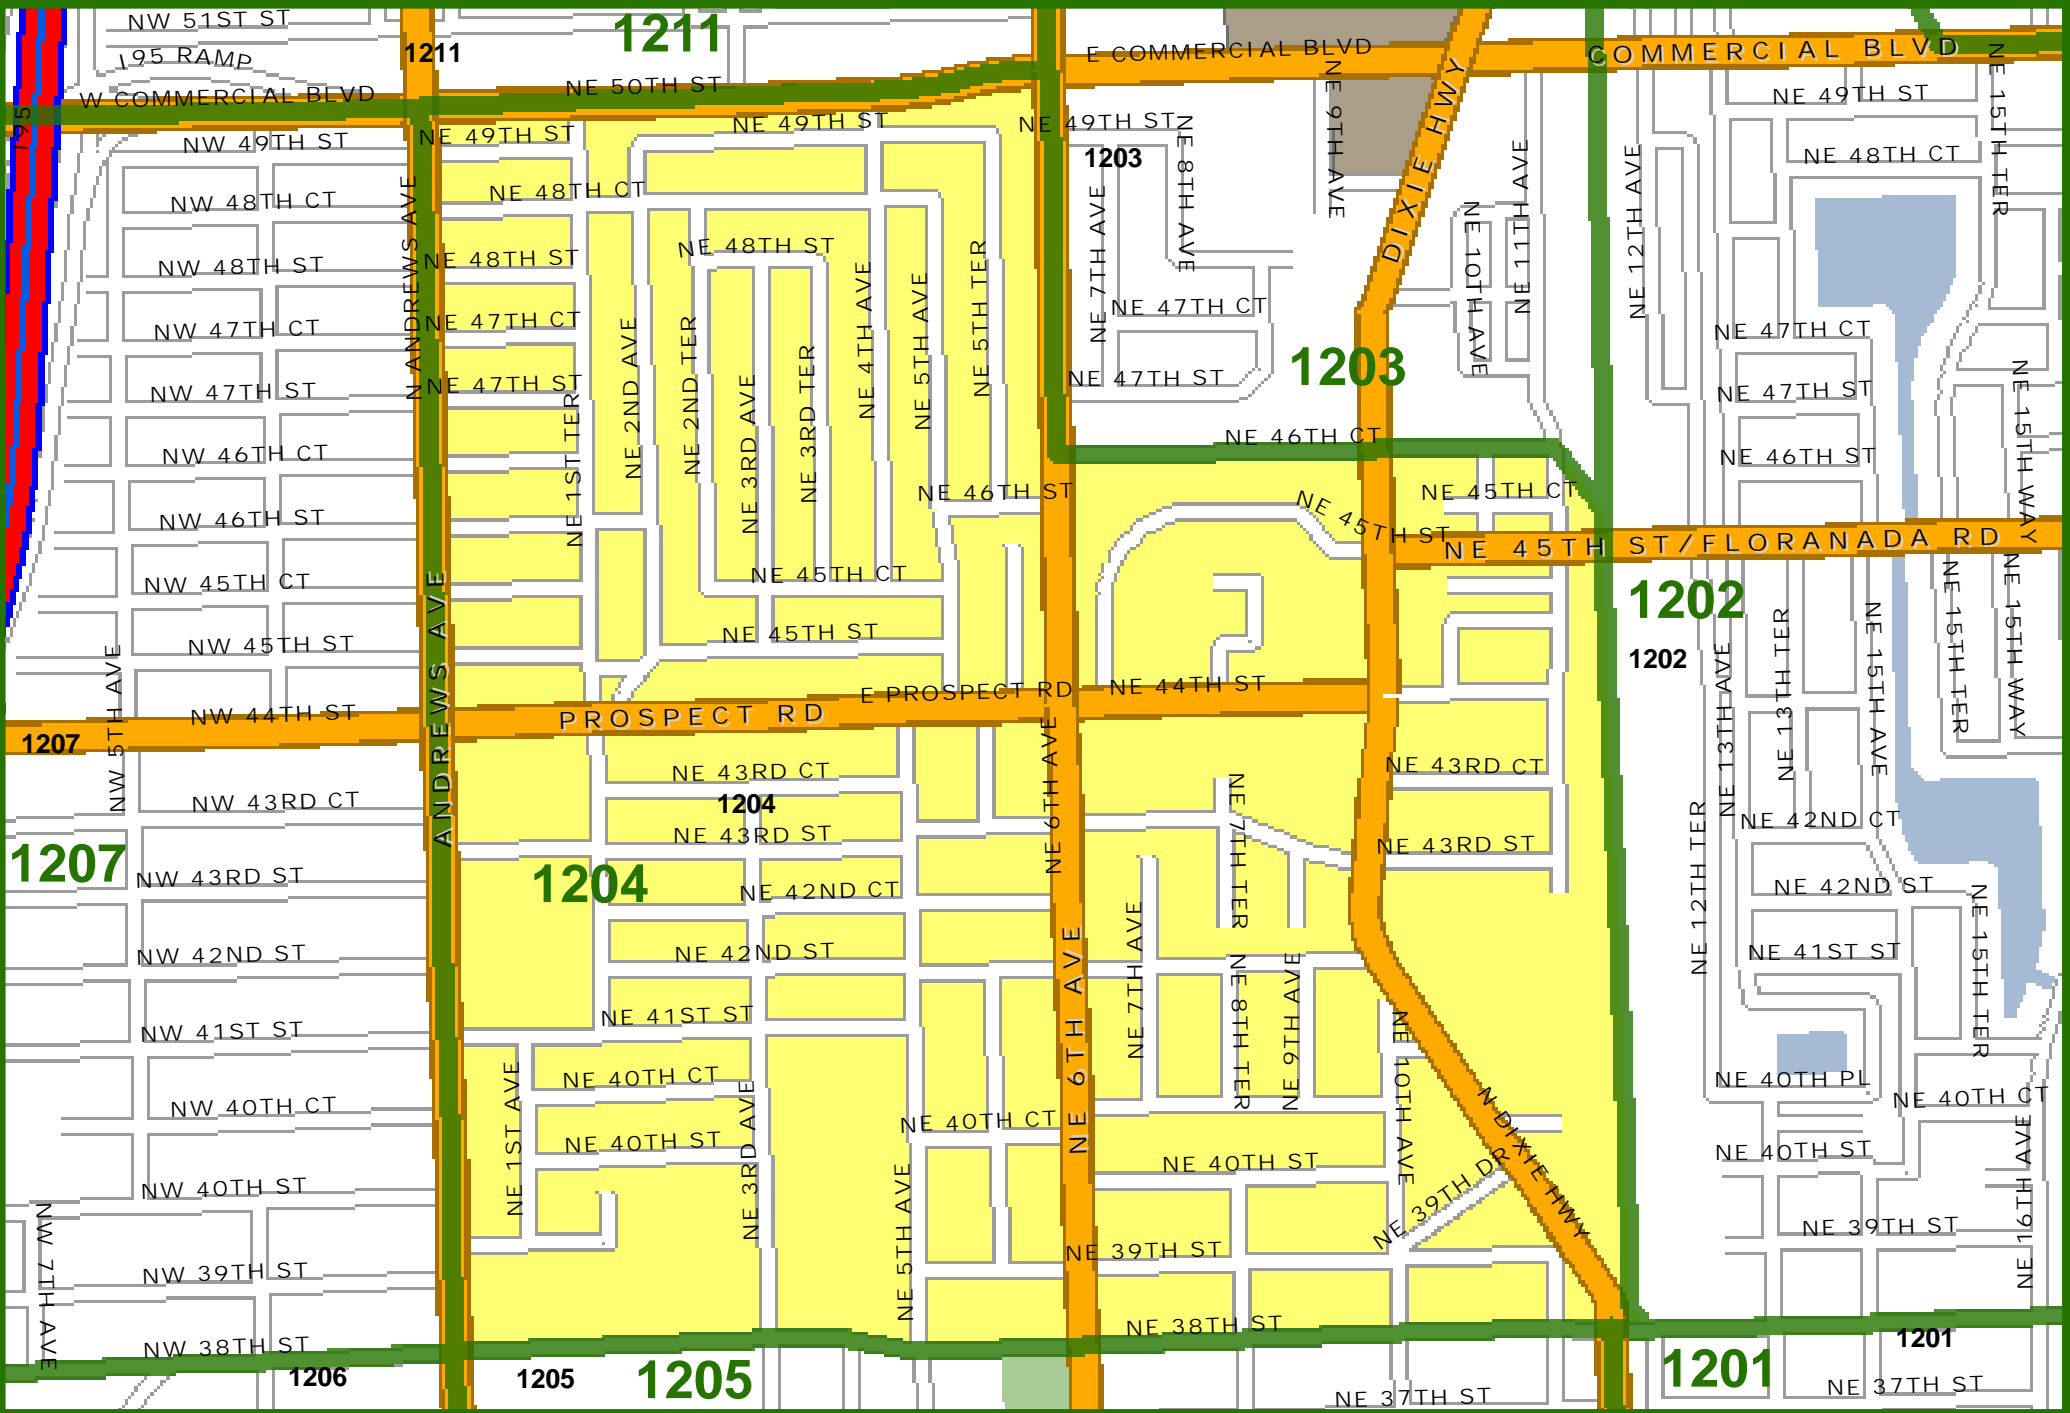 NW 51ST ST
1211
1211
I95 RAMP
E COMMERCIAL BLVD
COMMERCIAL BLVD
W COMMERCIAL BLVD
NE 50TH ST
NE 49TH ST
I95
NW 49TH ST
NE 49TH ST
NE 49TH ST
NE 49TH ST
1203
NE 8TH AVE
NE 9TH AVE
DIXIE HWY
NE 11TH AVE
NE 12TH AVE
NE 15TH TER
NE 48TH CT
NW 48TH CT
N ANDREWS AVE
NE 48TH CT
NE 7TH AVE
NE 10TH AVE
NW 48TH ST
NE 48TH ST
NE 48TH ST
NE 4TH AVE
NE 5TH AVE
NE 5TH TER
NE 47TH CT
NW 47TH CT
NE 47TH CT
NE 2ND AVE
NE 2ND TER
NE 3RD AVE
NE 3RD TER
NE 47TH CT
1203
NW 47TH ST
NE 47TH ST
NE 47TH ST
NE 47TH ST
NE 15TH WAY
NE 1ST TER
NW 46TH CT
NE 46TH CT
NE 46TH ST
NW 46TH ST
NE 46TH ST
NE 45TH ST
NE 45TH CT
NE 45TH ST/FLORANADA RD
NW 45TH CT
NE 45TH CT
1202
NE 15TH TER
NE 15TH WAY
NW 45TH ST
NE 45TH ST
1202
NE 13TH AVE
NE 13TH TER
NE 15TH AVE
NW 5TH AVE
ANDREWS AVE
NW 44TH ST
PROSPECT RD
E PROSPECT RD
NE 44TH ST
1207
NE 6TH AVE
NE 43RD CT
NE 43RD CT
NW 43RD CT
1204
NE 7TH TER
NE 12TH TER
NE 42ND CT
NE 43RD ST
NE 43RD ST
1207
NW 43RD ST
1204
NE 42ND CT
NE 42ND ST
NE 15TH TER
NW 42ND ST
NE 42ND ST
NE 6TH AVE
NE 7TH AVE
NE 8TH TER
NE 9TH AVE
NE 41ST ST
NW 41ST ST
NE 41ST ST
NE 10TH AVE
NE 1ST AVE
NE 40TH CT
NE 3RD AVE
NE 40TH PL
NW 40TH CT
NE 40TH CT
N DIXIE HWY
NE 40TH CT
NE 40TH ST
NE 40TH ST
NE 40TH ST
NE 16TH AVE
NW 40TH ST
NE 5TH AVE
NE 39TH DR
NW 7TH AVE
NE 39TH ST
NE 39TH ST
NW 39TH ST
NE 38TH ST
NW 38TH ST
1201
1206
1205
1205
1201
NE 37TH ST
NE 37TH ST